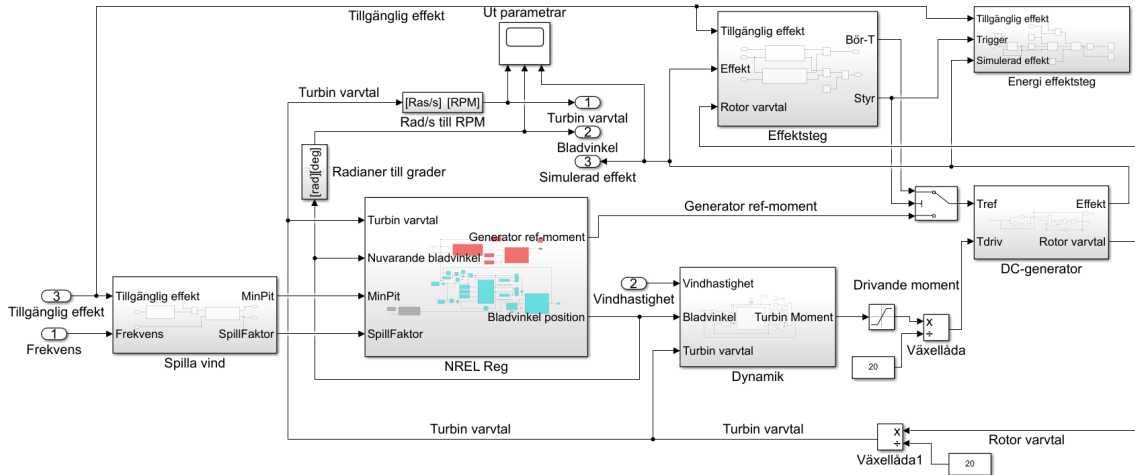 Tillgänglig effekt
Ut parametrar
Tillgänglig effekt
Effekt
Rotor varvtal
Bör-T
Styr
Effektsteg
Tillgänglig effekt
Trigger
Simulerad effekt
Energi effektsteg
Turbin varvtal
[Ras/s] [RPM]
Rad/s till RPM
1
Turbin varvtal
2
Bladvinkel
3
Simulerad effekt
[rad][deg]
Radianer till grader
Turbin varvtal
Nuvarande bladvinkel
MinPit
SpillFaktor
Generator ref-moment
Bladvinkel position
NREL Reg
Generator ref-moment
Tref
Tdriv
Effekt
Rotor varvtal
DC-generator
3
Tillgänglig effekt
1
Frekvens
Tillgänglig effekt
Frekvens
MinPit
SpillFaktor
Spilla vind
2
Vindhastighet
Vindhastighet
Bladvinkel
Turbin varvtal
Turbin Moment
Dynamik
Drivande moment
x
÷
Växellåda
20
Turbin varvtal
Turbin varvtal
x
÷
Växellåda1
20
Rotor varvtal